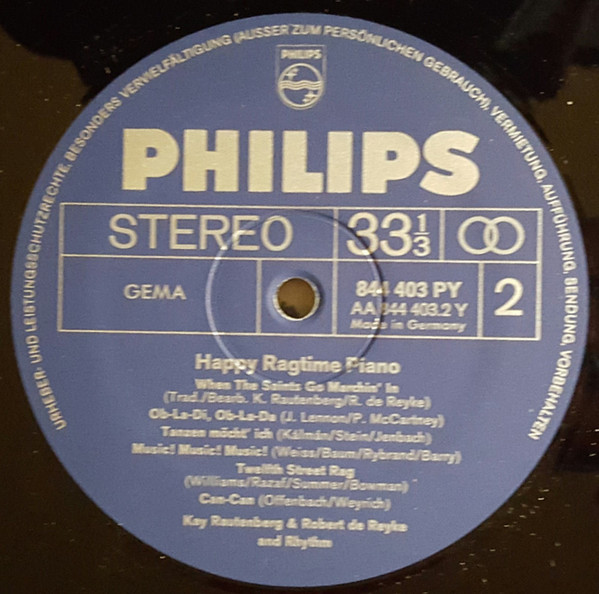 URHEBER- UND LEISTUNGSSCHUTZRECHTE, BESONDERS VERVIELFÄLTIGUNG (AUSSER ZUM PERSÖNLICHEN GEBRAUCH), VERMIETUNG, AUFFÜHRUNG, SENDUNG, VORBEHALTEN
PHILIPS
PHILIPS
STEREO 33 1/3
GEMA 844 403 PY 2
AA 844 403.2 Y
Made in Germany
Happy Ragtime Piano
When The Saints Go Marchin' In
(Trad./Bearb. K. Rautenberg/R. de Reyke)
Ob-La-Di, Ob-La-Da (J. Lennon/P. McCartney)
Tanzen möcht' ich (Kálmán/Stein/Jenbach)
Music! Music! Music! (Weiss/Baum/Rybrand/Barry)
Twelfth Street Rag
(Williams/Razaf/Summer/Bowman)
Can-Can (Offenbach/Weyrich)
Kay Rautenberg & Robert de Reyke
and Rhythm